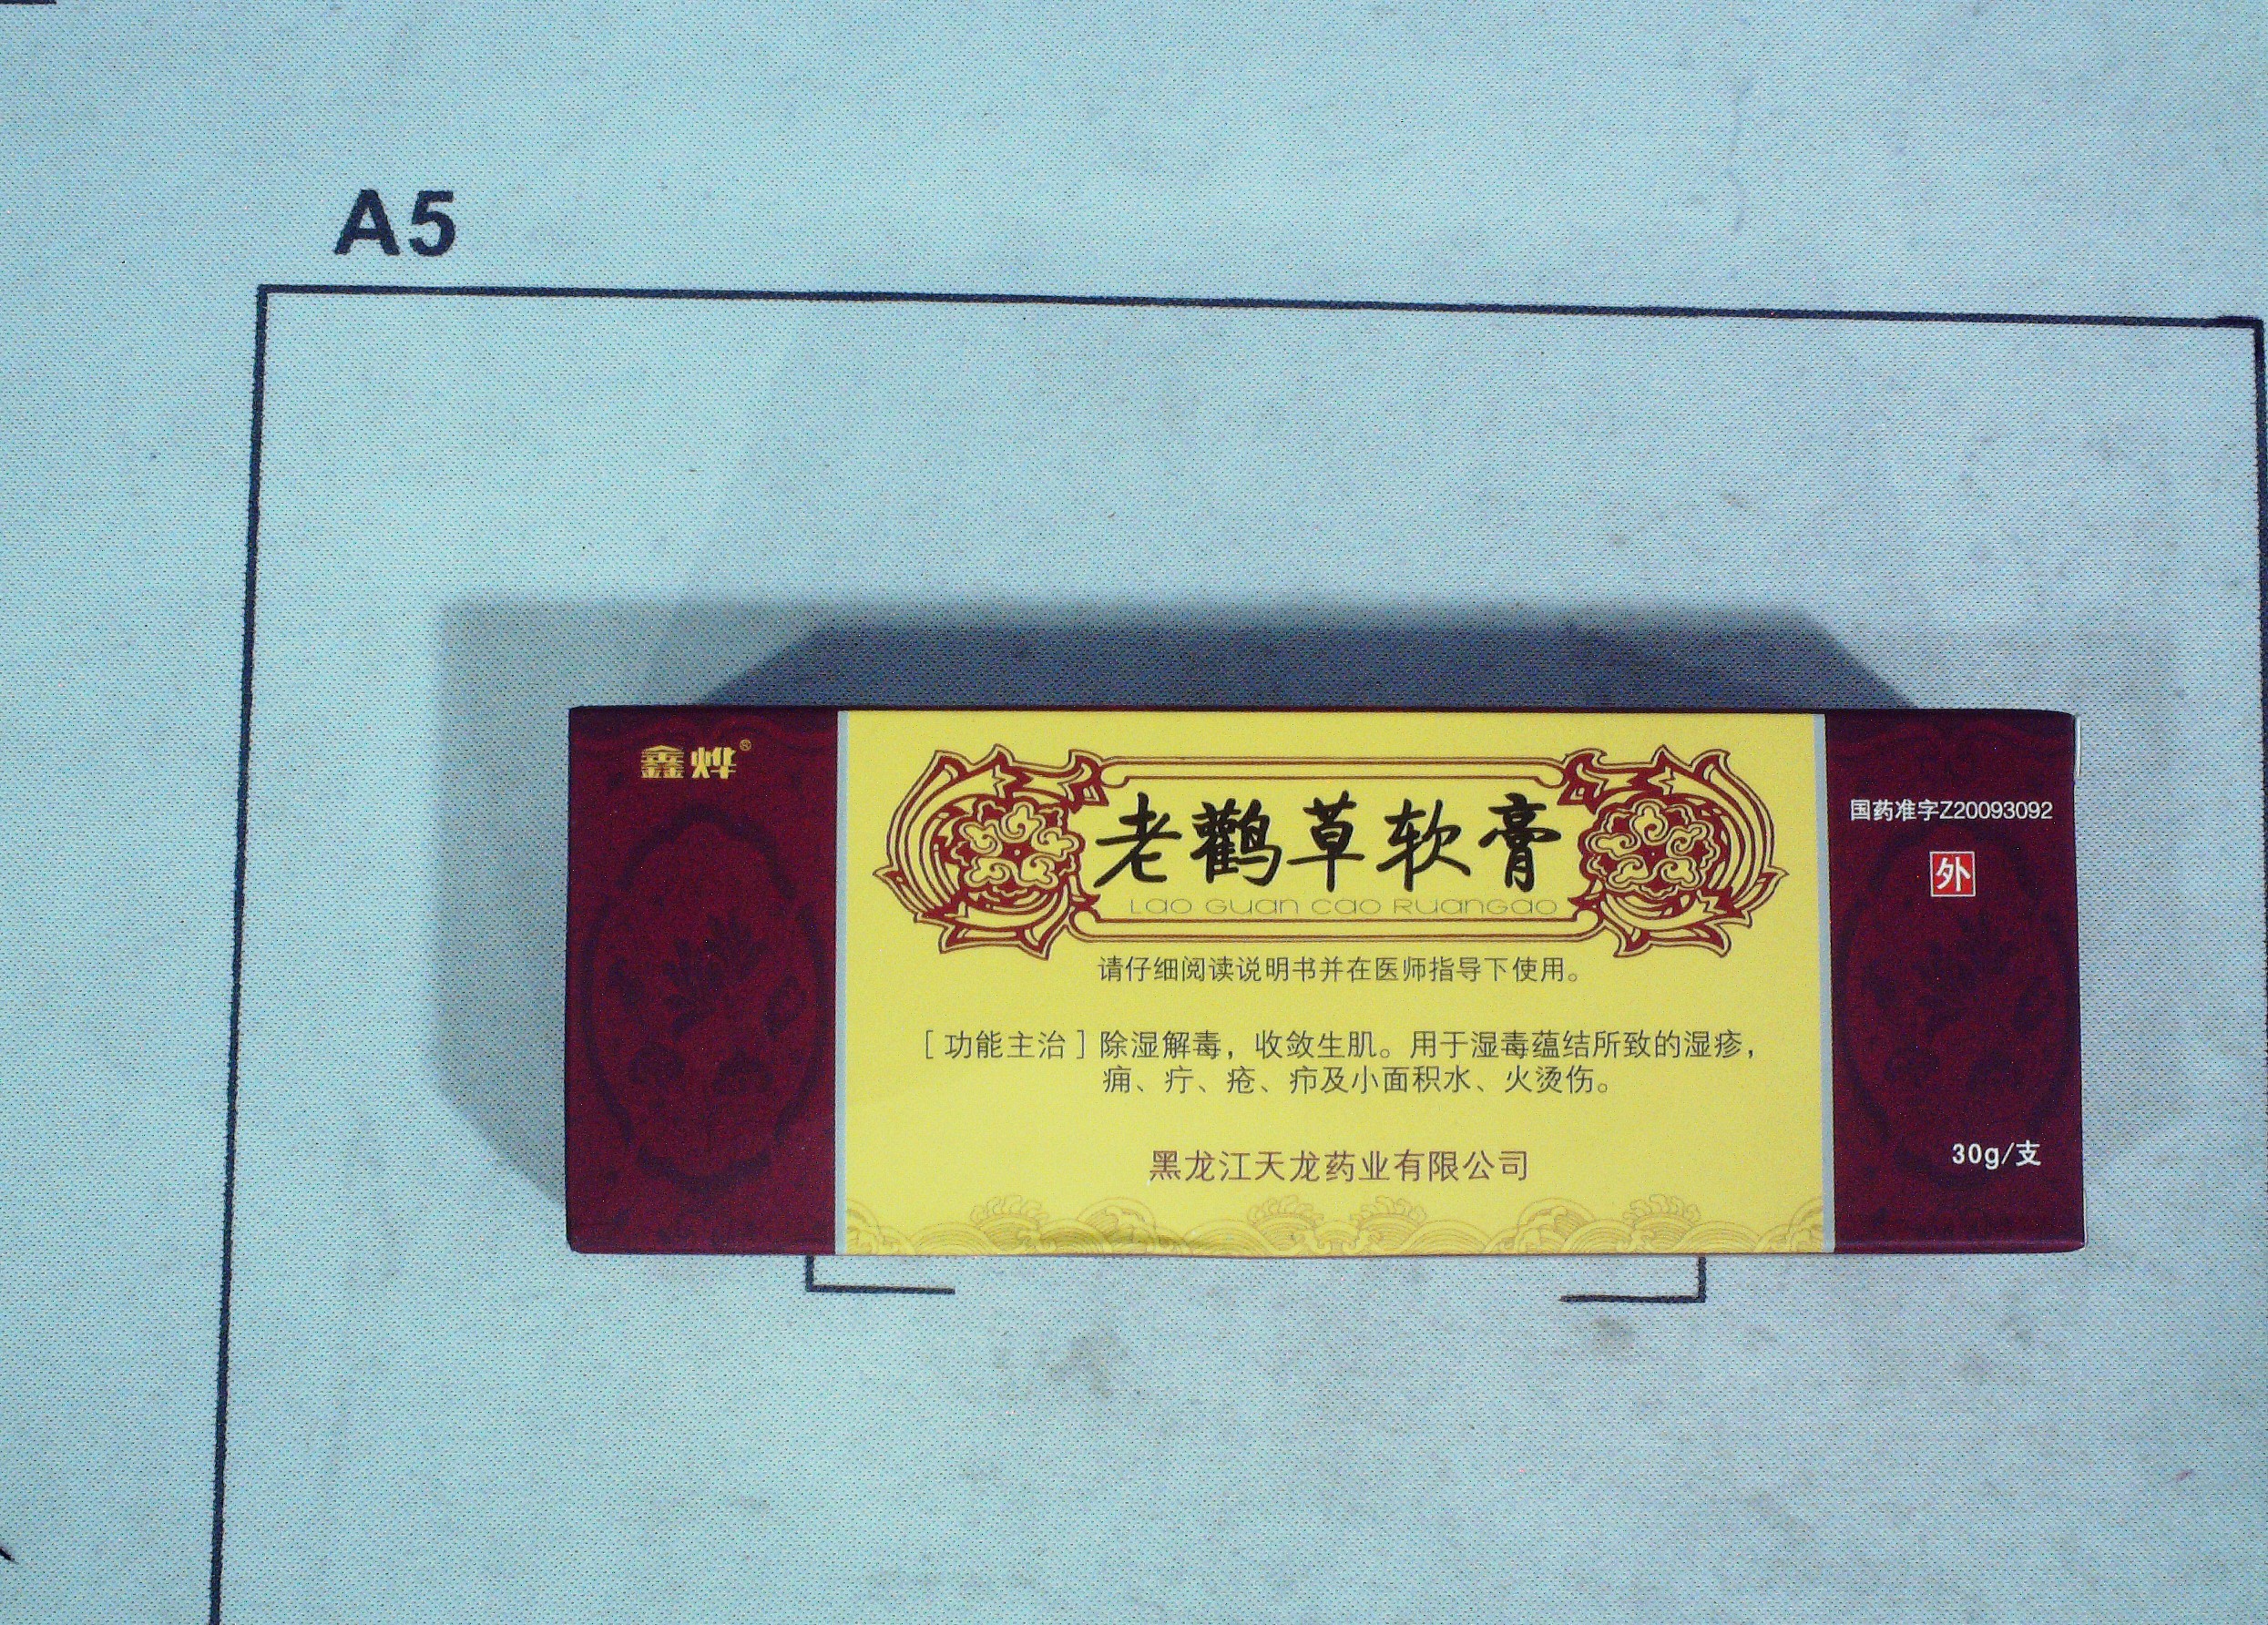 A5
鑫烨®
老鹳草软膏
Lao Guan Cao Ruangao
国药准字Z20093092
外
请仔细阅读说明书并在医师指导下使用。
[功能主治]除湿解毒，收敛生肌。用于湿毒蕴结所致的湿疹，
痈、疔、疮、疖及小面积水、火烫伤。
30g/支
黑龙江天龙药业有限公司